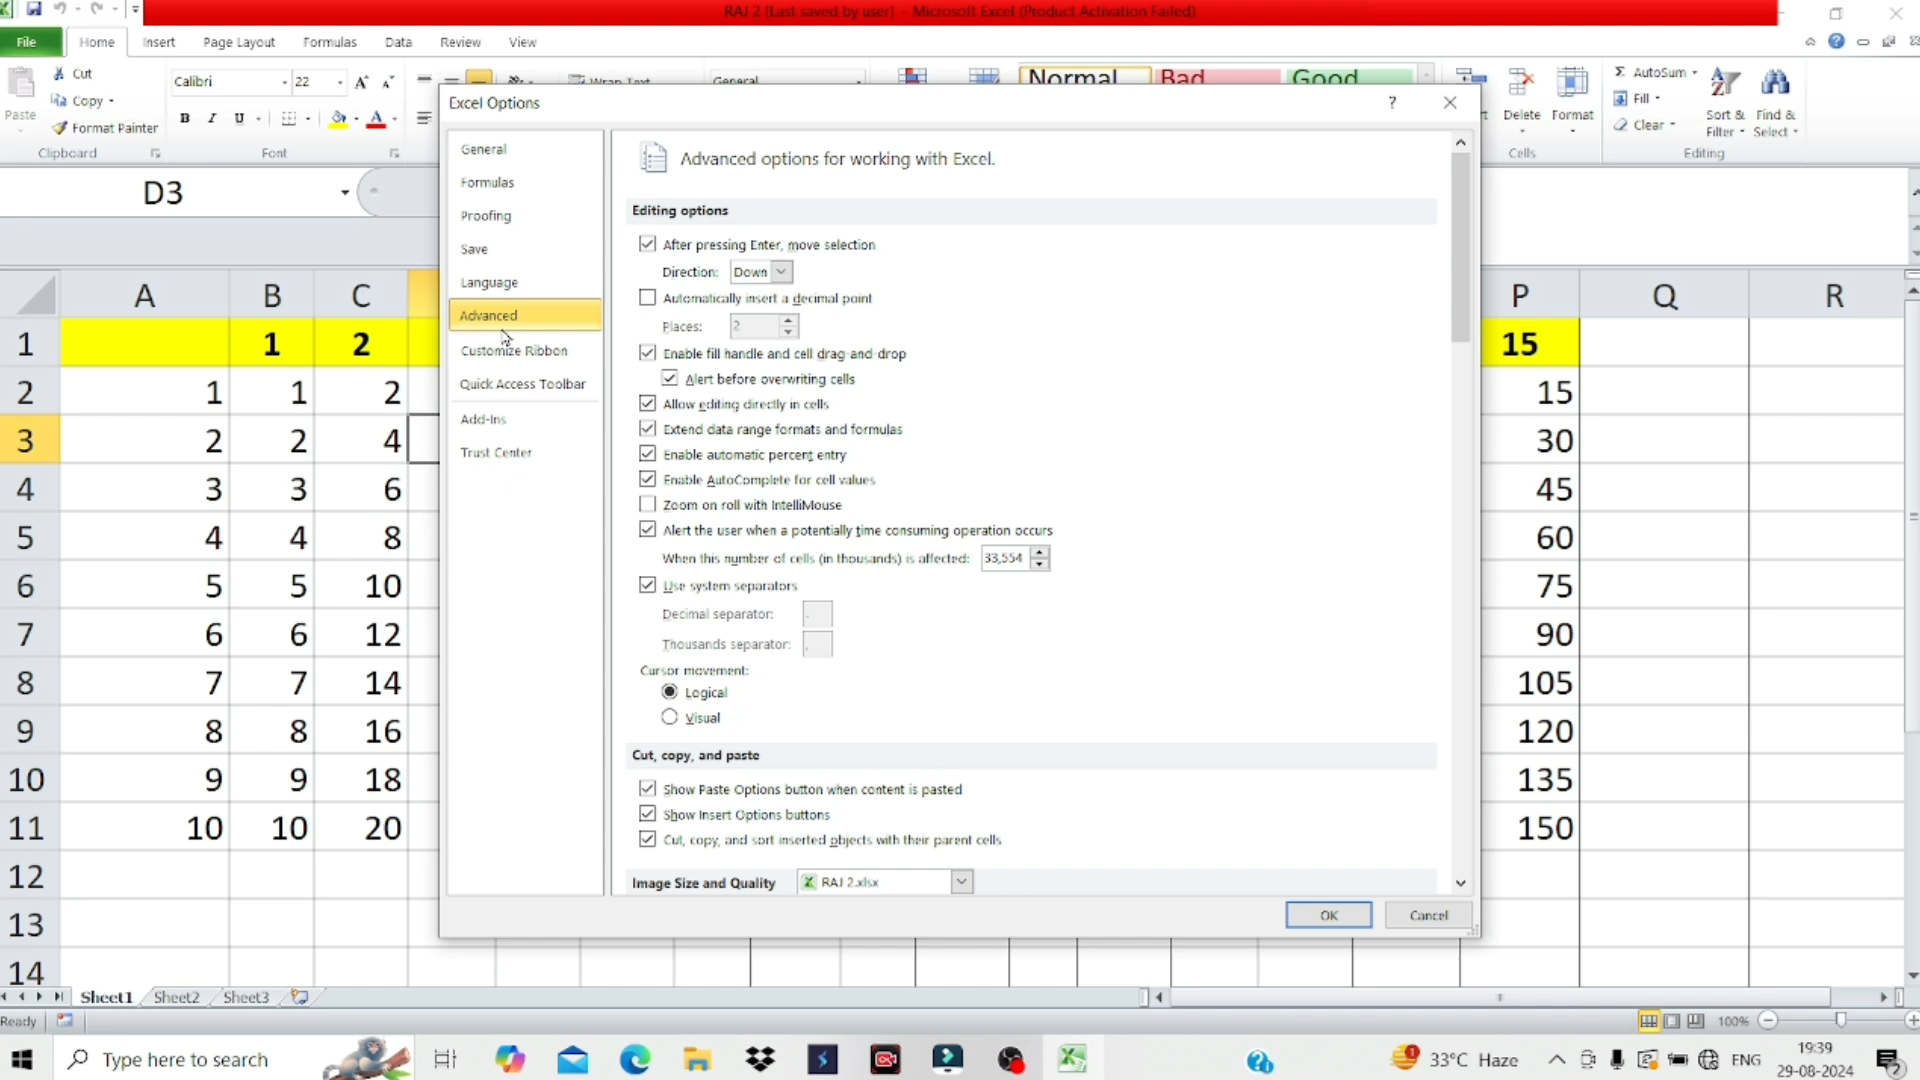 RAJ 2 [Last saved by user] - Microsoft Excel (Product Activation Failed)
File Home Insert Page Layout Formulas Data Review View
Cut
Copy
Format Painter
Paste
Clipboard
Calibri 22
B I U
Font
Wrap Text
General
Normal Bad Good
Delete Format
Cells
AutoSum
Fill
Clear
Sort & Filter
Find & Select
Editing
D3
Excel Options
General
Formulas
Proofing
Save
Language
Advanced
Customize Ribbon
Quick Access Toolbar
Add-Ins
Trust Center
Advanced options for working with Excel.
Editing options
After pressing Enter, move selection
Direction: Down
Automatically insert a decimal point
Places: 2
Enable fill handle and cell drag-and-drop
Alert before overwriting cells
Allow editing directly in cells
Extend data range formats and formulas
Enable automatic percent entry
Enable AutoComplete for cell values
Zoom on roll with IntelliMouse
Alert the user when a potentially time consuming operation occurs
When this number of cells (in thousands) is affected: 33,554
Use system separators
Decimal separator: .
Thousands separator: ,
Cursor movement:
Logical
Visual
Cut, copy, and paste
Show Paste Options button when content is pasted
Show Insert Options buttons
Cut, copy, and sort inserted objects with their parent cells
Image Size and Quality RAJ 2.xlsx
OK Cancel
A B C P Q R
1 1 2 15
2 1 1 2 15
3 2 2 4 30
4 3 3 6 45
5 4 4 8 60
6 5 5 10 75
7 6 6 12 90
8 7 7 14 105
9 8 8 16 120
10 9 9 18 135
11 10 10 20 150
12
13
14
Sheet1 Sheet2 Sheet3
Ready
100%
Type here to search
33°C Haze
ENG
19:39
29-08-2024